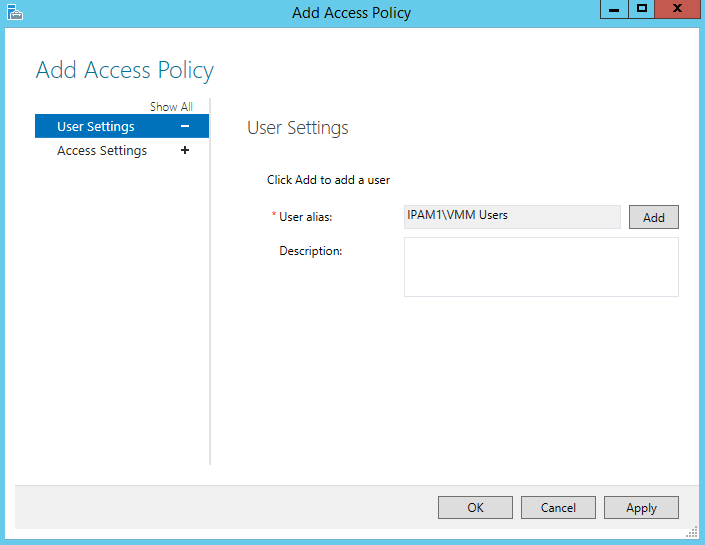 Add Access Policy
Add Access Policy
Show All
User Settings
Access Settings
User Settings
Click Add to add a user
* User alias:
IPAM1\VMM Users
Add
Description:
OK
Cancel
Apply